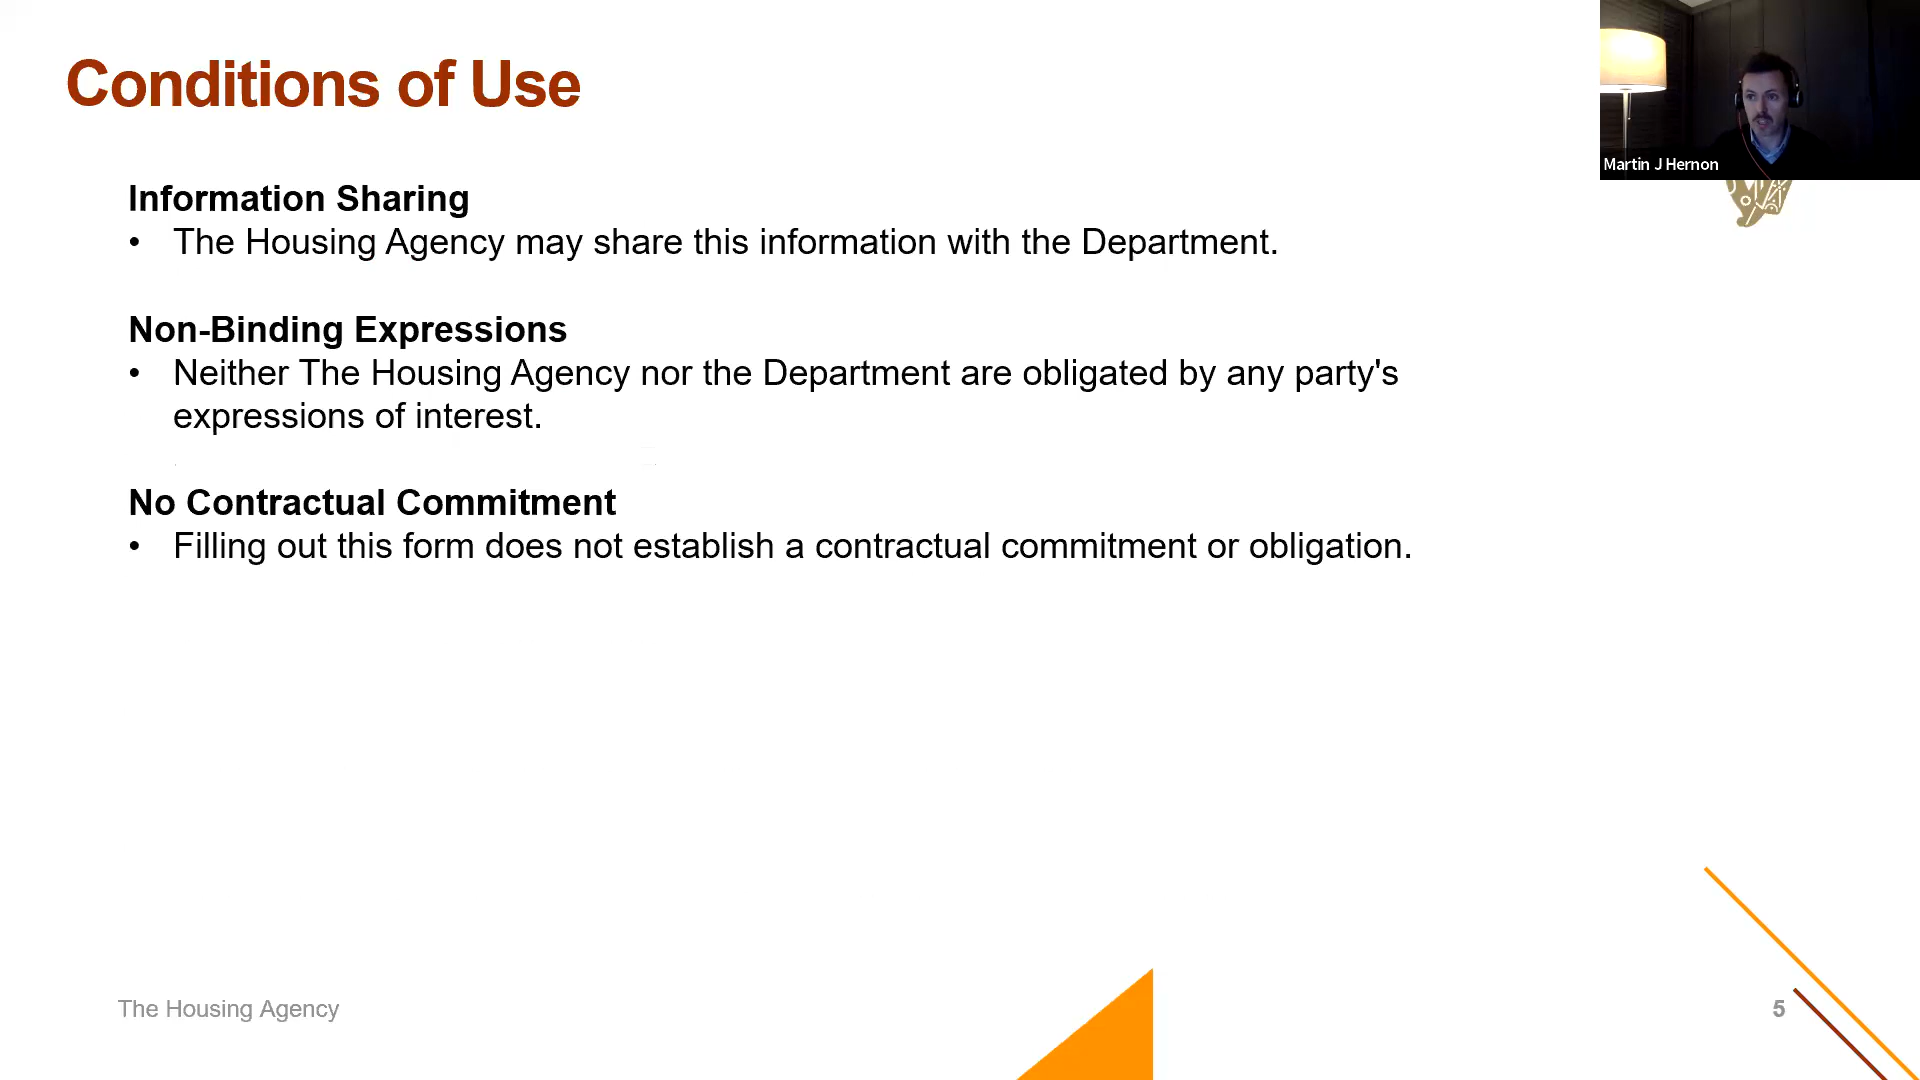 Conditions of Use
Martin J Hernon
Information Sharing
• The Housing Agency may share this information with the Department.
Non-Binding Expressions
• Neither The Housing Agency nor the Department are obligated by any party's
expressions of interest.
No Contractual Commitment
• Filling out this form does not establish a contractual commitment or obligation.
The Housing Agency
5